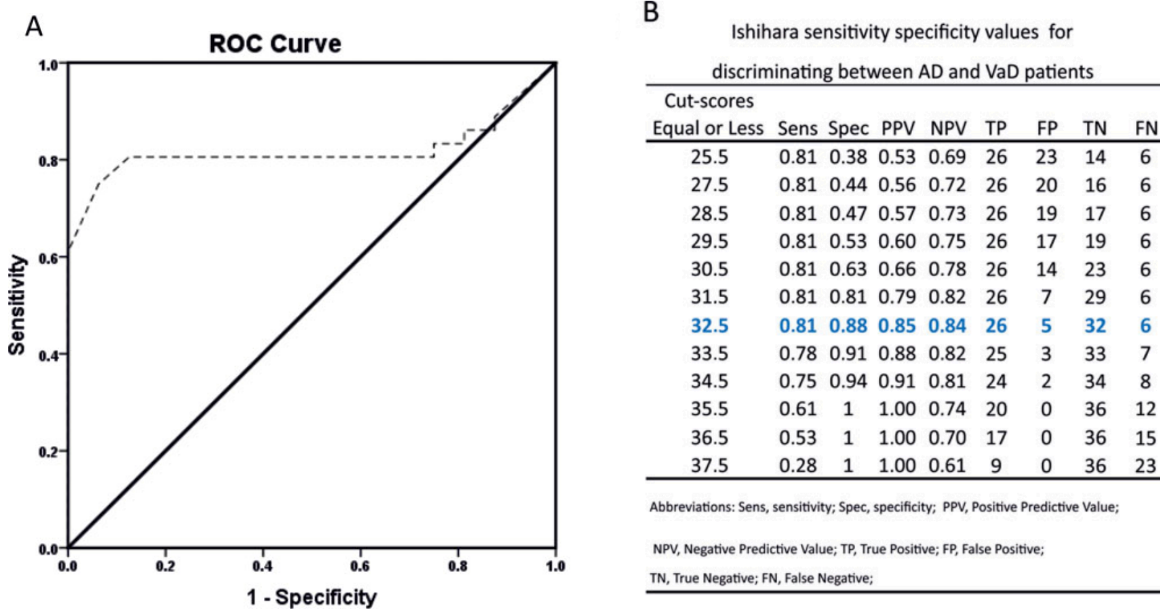 A
ROC Curve
1.0
0.8
0.6
0.4
0.2
0.0
Sensitivity
0.0 0.2 0.4 0.6 0.8 1.0
1 - Specificity
B
Ishihara sensitivity specificity values for
discriminating between AD and VaD patients
Cut-scores
Equal or Less Sens Spec PPV NPV TP FP TN FN
25.5 0.81 0.38 0.53 0.69 26 23 14 6
27.5 0.81 0.44 0.56 0.72 26 20 16 6
28.5 0.81 0.47 0.57 0.73 26 19 17 6
29.5 0.81 0.53 0.60 0.75 26 17 19 6
30.5 0.81 0.63 0.66 0.78 26 14 23 6
31.5 0.81 0.81 0.79 0.82 26 7 29 6
32.5 0.81 0.88 0.85 0.84 26 5 32 6
33.5 0.78 0.91 0.88 0.82 25 3 33 7
34.5 0.75 0.94 0.91 0.81 24 2 34 8
35.5 0.61 1 1.00 0.74 20 0 36 12
36.5 0.53 1 1.00 0.70 17 0 36 15
37.5 0.28 1 1.00 0.61 9 0 36 23
Abbreviations: Sens, sensitivity; Spec, specificity; PPV, Positive Predictive Value;
NPV, Negative Predictive Value; TP, True Positive; FP, False Positive;
TN, True Negative; FN, False Negative;